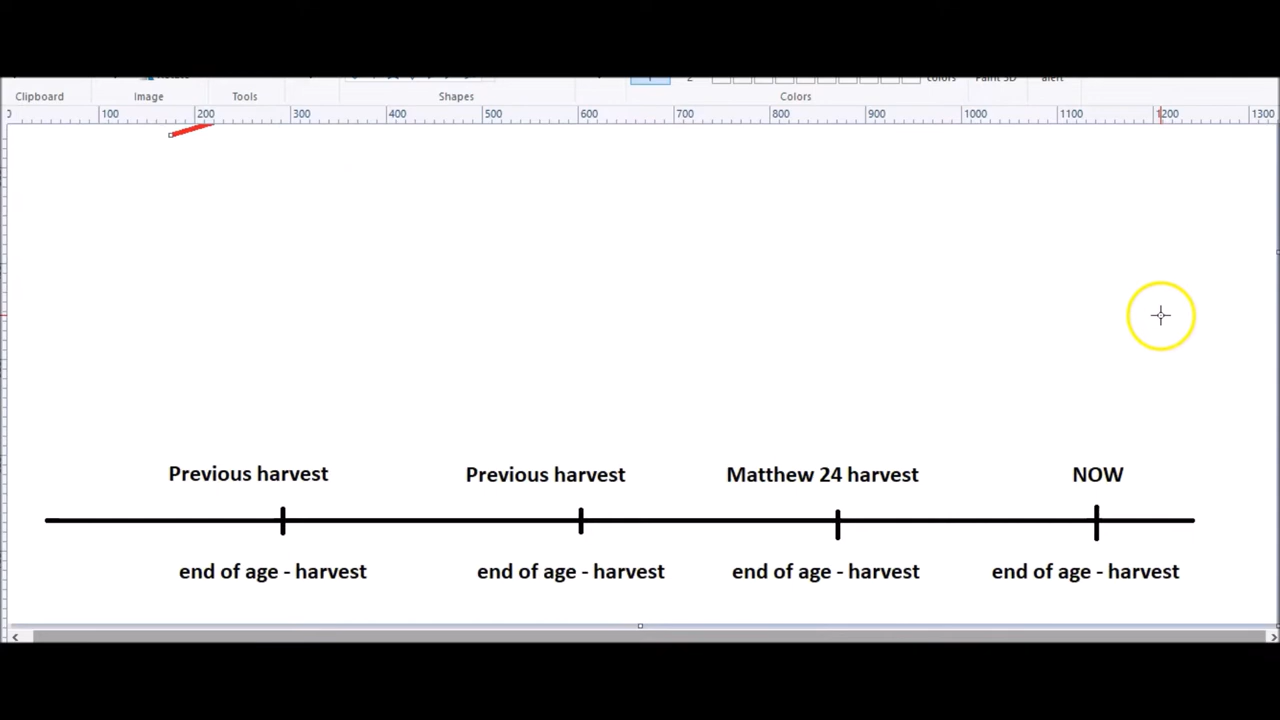 Clipboard Image Tools Shapes Colors
0 100 200 300 400 500 600 700 800 900 1000 1100 1200 1300
Previous harvest Previous harvest Matthew 24 harvest NOW
end of age - harvest end of age - harvest end of age - harvest end of age - harvest